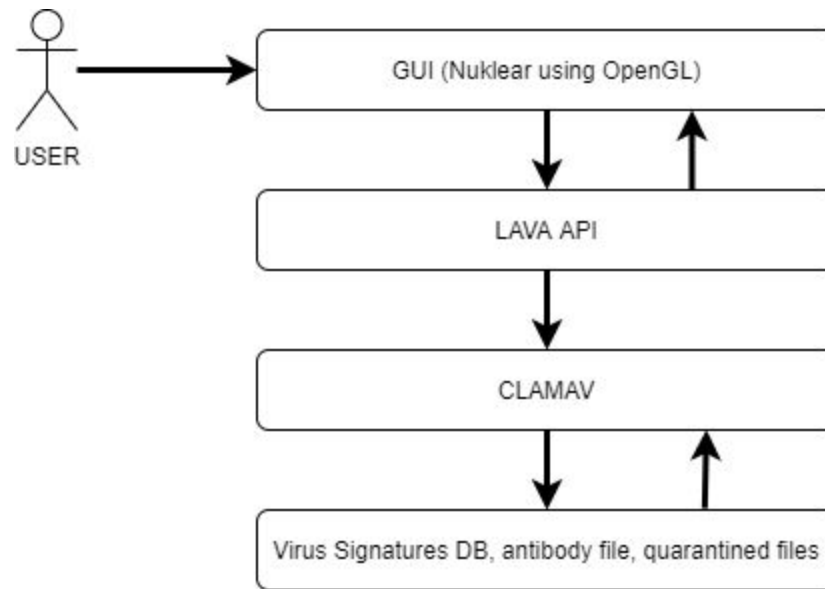 GUI (Nuklear using OpenGL)
USER
LAVA API
CLAMAV
Virus Signatures DB, antibody file, quarantined files